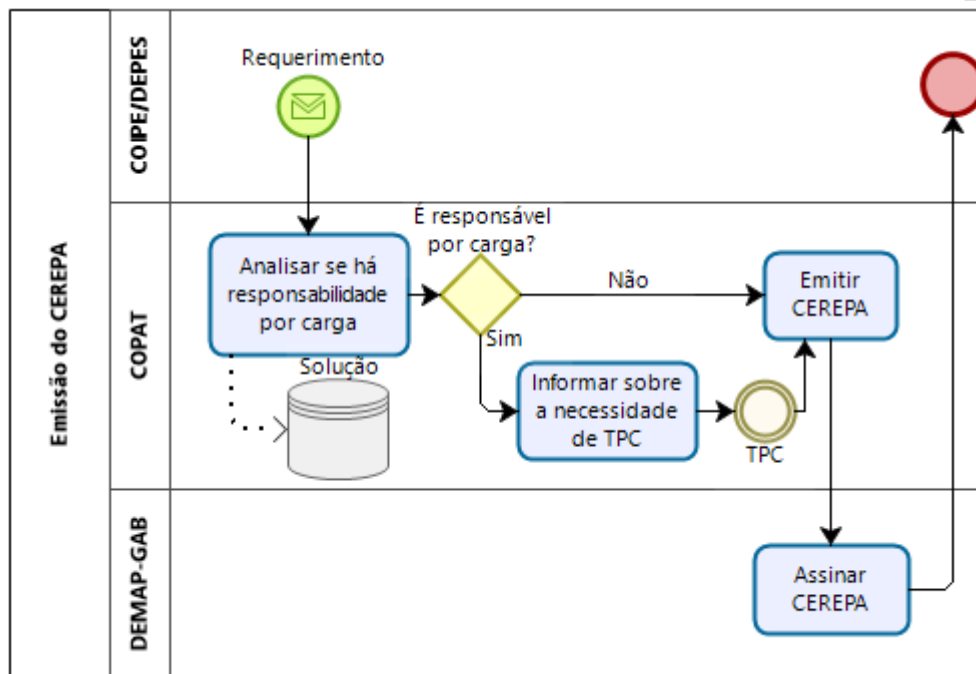 Emissão do CEREPA
COIPE/DEPES
Requerimento
COPAT
Analisar se há
responsabilidade
por carga
Solução
É responsável
por carga?
Não
Sim
Informar sobre
a necessidade
de TPC
TPC
Emitir
CEREPA
DEMAP-GAB
Assinar
CEREPA